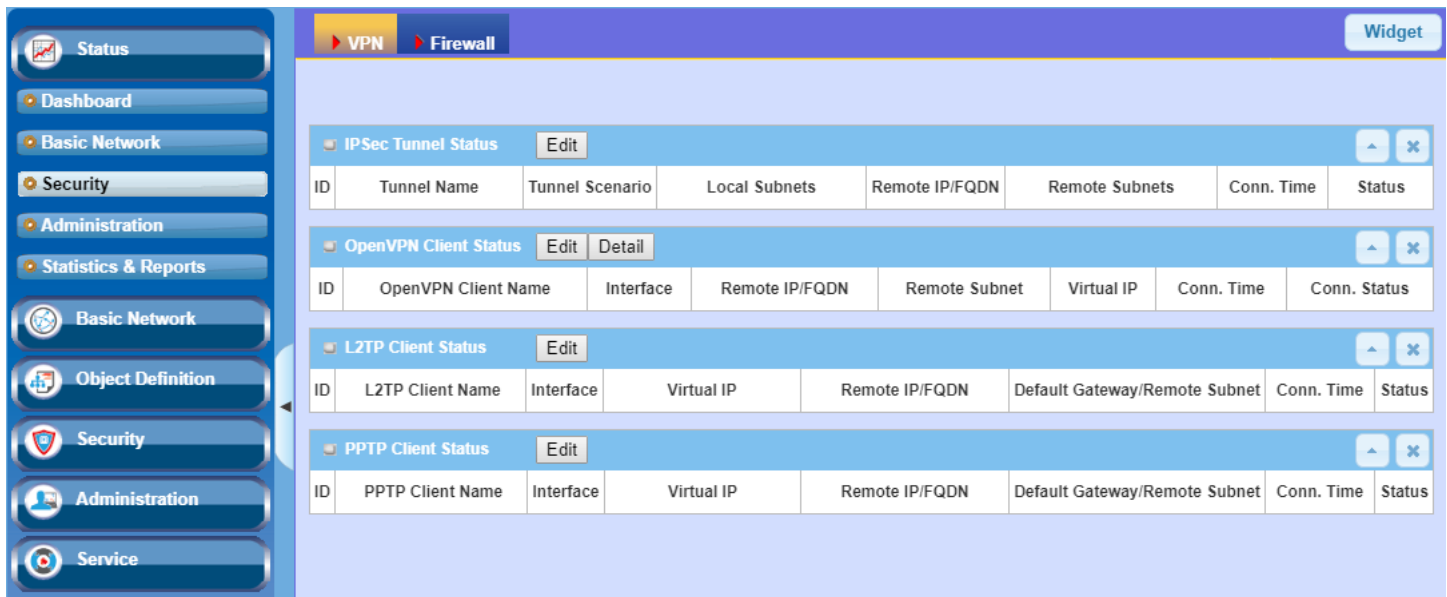 Status
Dashboard
Basic Network
Security
Administration
Statistics & Reports
Basic Network
Object Definition
Security
Administration
Service
VPN Firewall Widget
IPSec Tunnel Status Edit
ID Tunnel Name Tunnel Scenario Local Subnets Remote IP/FQDN Remote Subnets Conn. Time Status
OpenVPN Client Status Edit Detail
ID OpenVPN Client Name Interface Remote IP/FQDN Remote Subnet Virtual IP Conn. Time Conn. Status
L2TP Client Status Edit
ID L2TP Client Name Interface Virtual IP Remote IP/FQDN Default Gateway/Remote Subnet Conn. Time Status
PPTP Client Status Edit
ID PPTP Client Name Interface Virtual IP Remote IP/FQDN Default Gateway/Remote Subnet Conn. Time Status